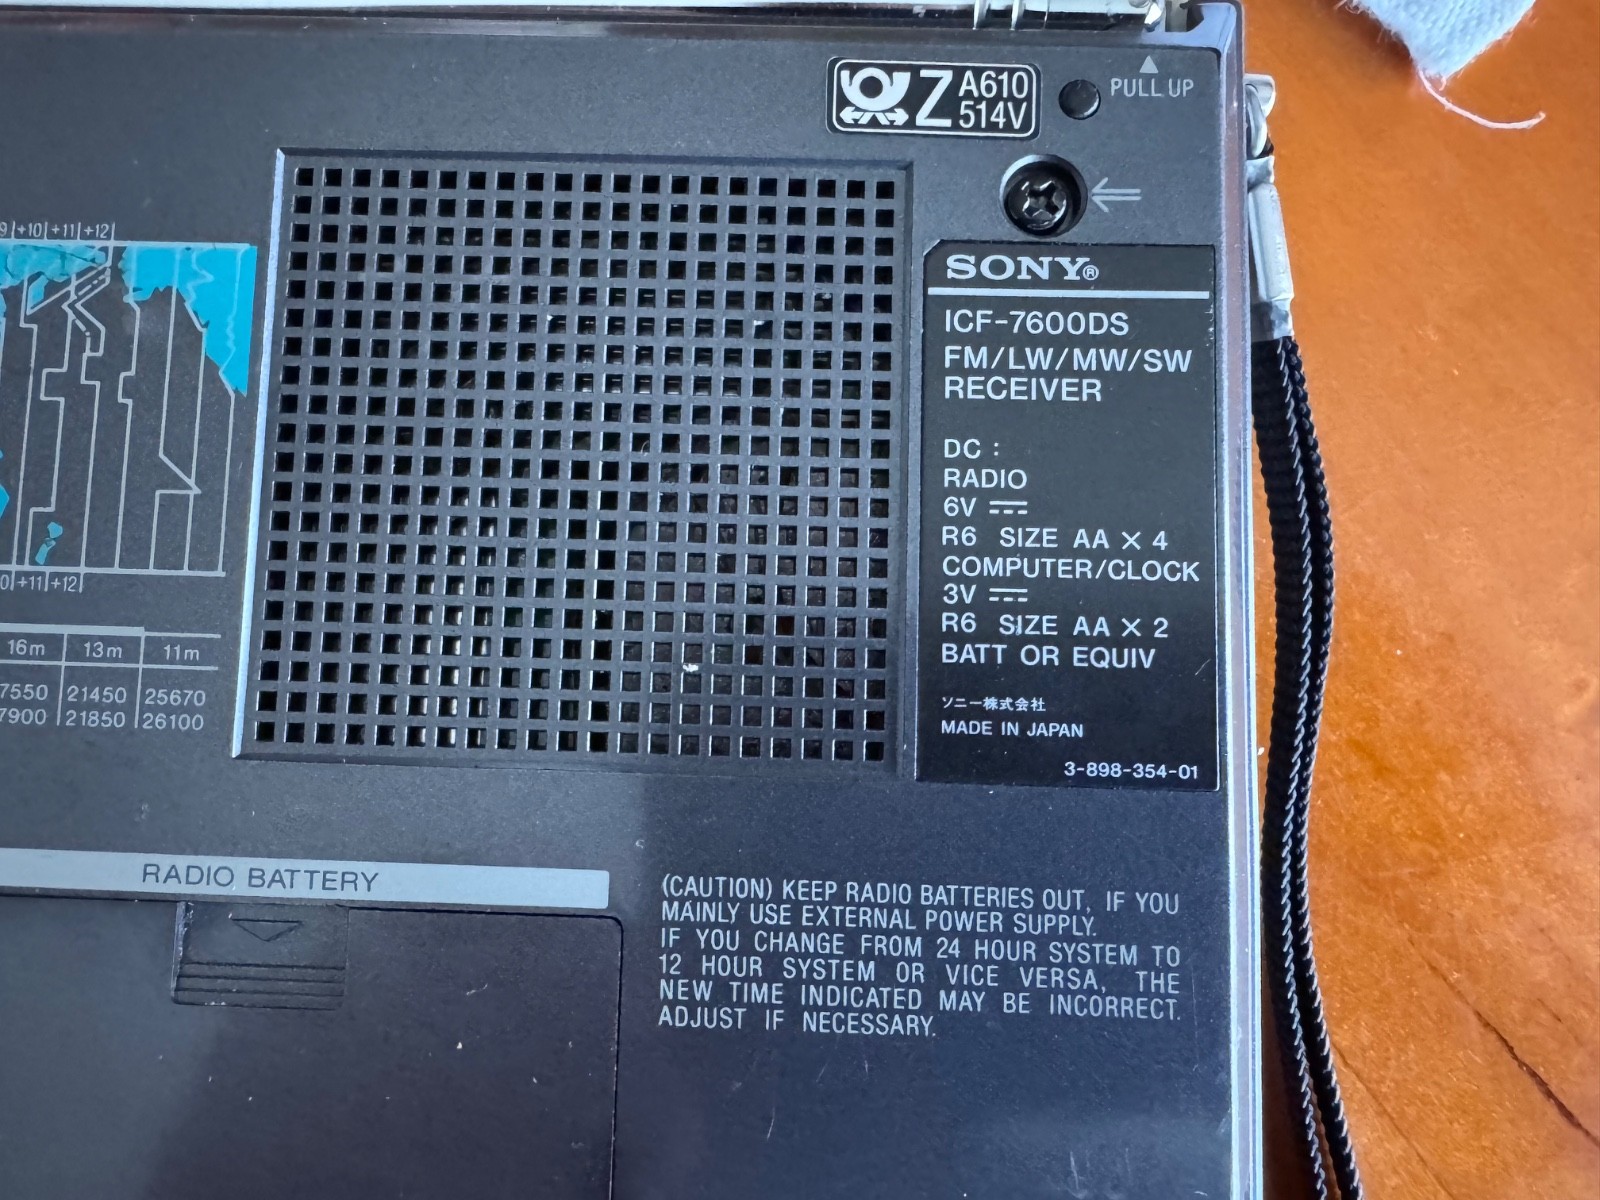 Z A610
514V
PULL UP
+10 +11 +12
SONY®
ICF-7600DS
FM/LW/MW/SW
RECEIVER
DC :
RADIO
6V
R6 SIZE AA X 4
COMPUTER/CLOCK
3V
R6 SIZE AA X 2
BATT OR EQUIV
ソニー株式会社
MADE IN JAPAN
3-898-354-01
+11 +12
16m 13m 11m
7550 21450 25670
7900 21850 26100
RADIO BATTERY
(CAUTION) KEEP RADIO BATTERIES OUT, IF YOU
MAINLY USE EXTERNAL POWER SUPPLY.
IF YOU CHANGE FROM 24 HOUR SYSTEM TO
12 HOUR SYSTEM OR VICE VERSA, THE
NEW TIME INDICATED MAY BE INCORRECT.
ADJUST IF NECESSARY.